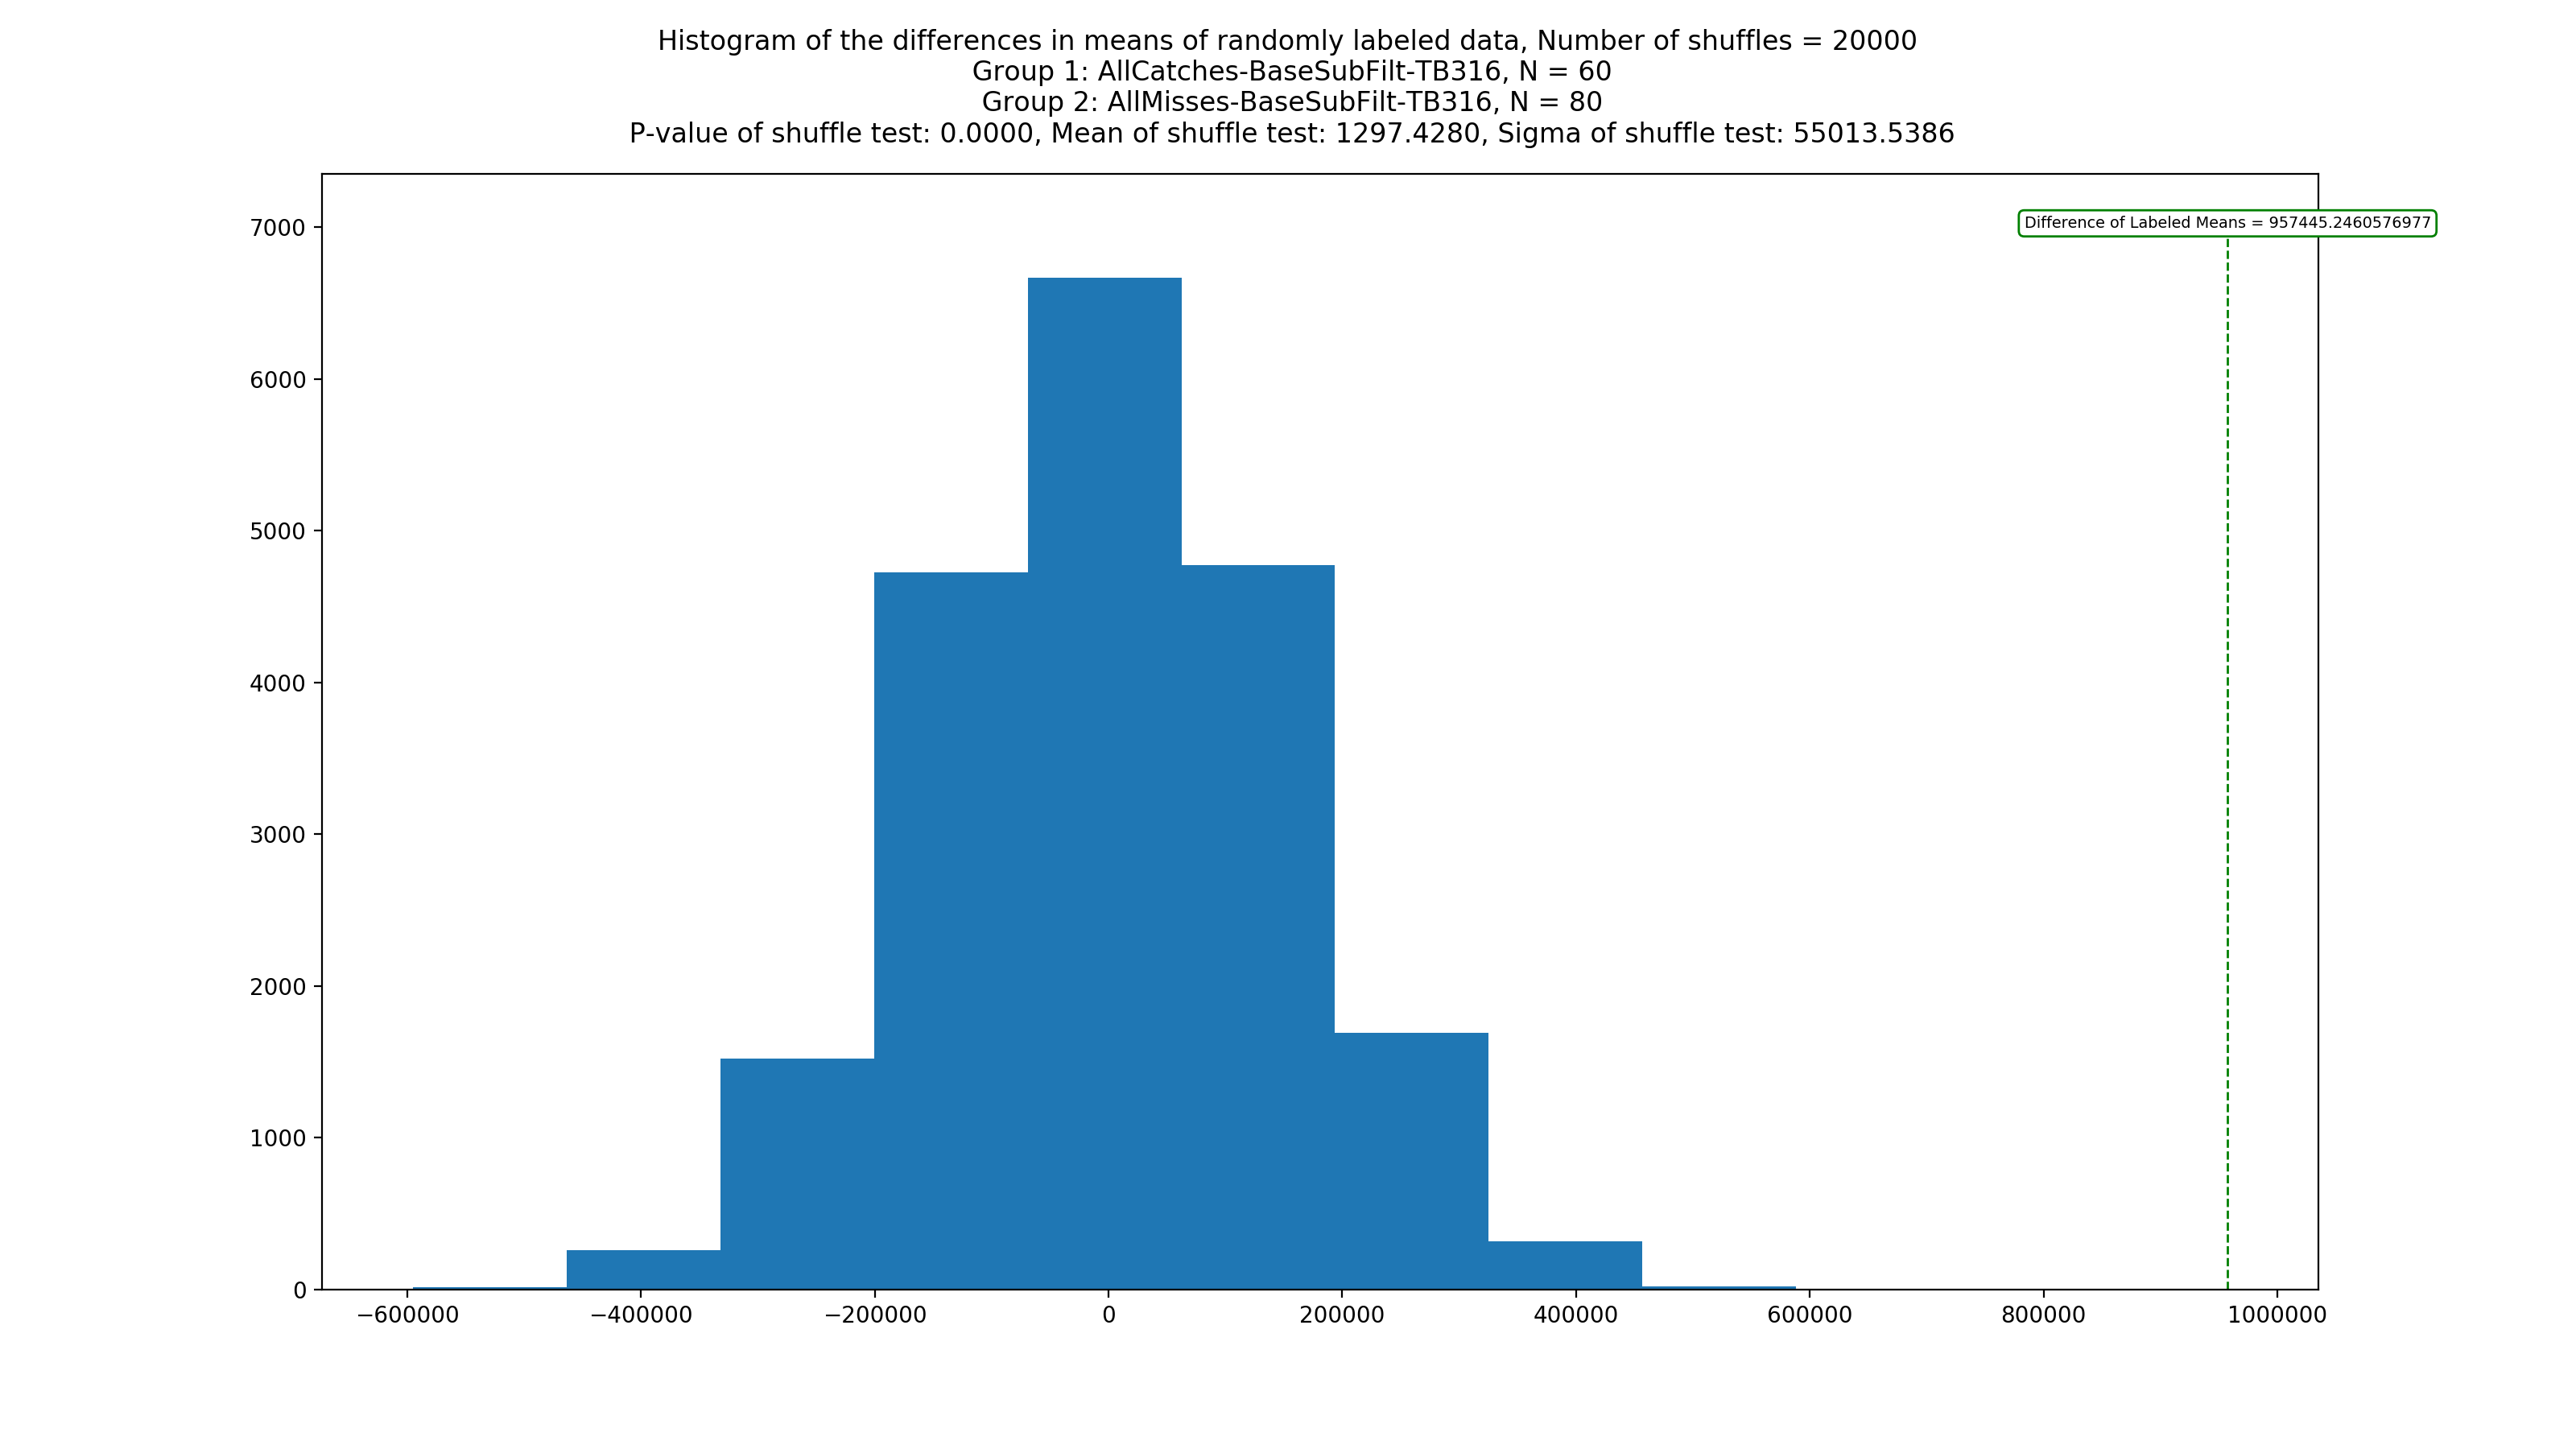 Histogram of the differences in means of randomly labeled data, Number of shuffles = 20000
Group 1: AllCatches-BaseSubFilt-TB316, N = 60
Group 2: AllMisses-BaseSubFilt-TB316, N = 80
P-value of shuffle test: 0.0000, Mean of shuffle test: 1297.4280, Sigma of shuffle test: 55013.5386
Difference of Labeled Means = 957445.2460576977
7000
6000
5000
4000
3000
2000
1000
0
−600000 −400000 −200000 0 200000 400000 600000 800000 1000000